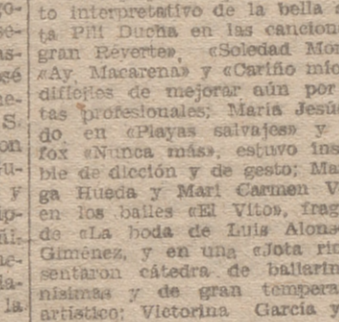 to interpretativo de la bella a
ta Pili Ducha en las cancion
gran Reverte», «Soledad Mon
«Ay, Macarena» y «Cariño mío
difíciles de mejorar aún por
tas profesionales; María Jesú
do en «Playas salvajes» y
fox «Nunca más», estuvo ins
ble de dicción y de gesto; Ma
ga Hueda y Mari Carmen V
en los bailes «El Vito», frag
de «La boda de Luis Alons
Giménez, y en una «Jota rio
sentaron cátedra de bailarin
nísimas y de gran tempera
artístico; Victorina García y